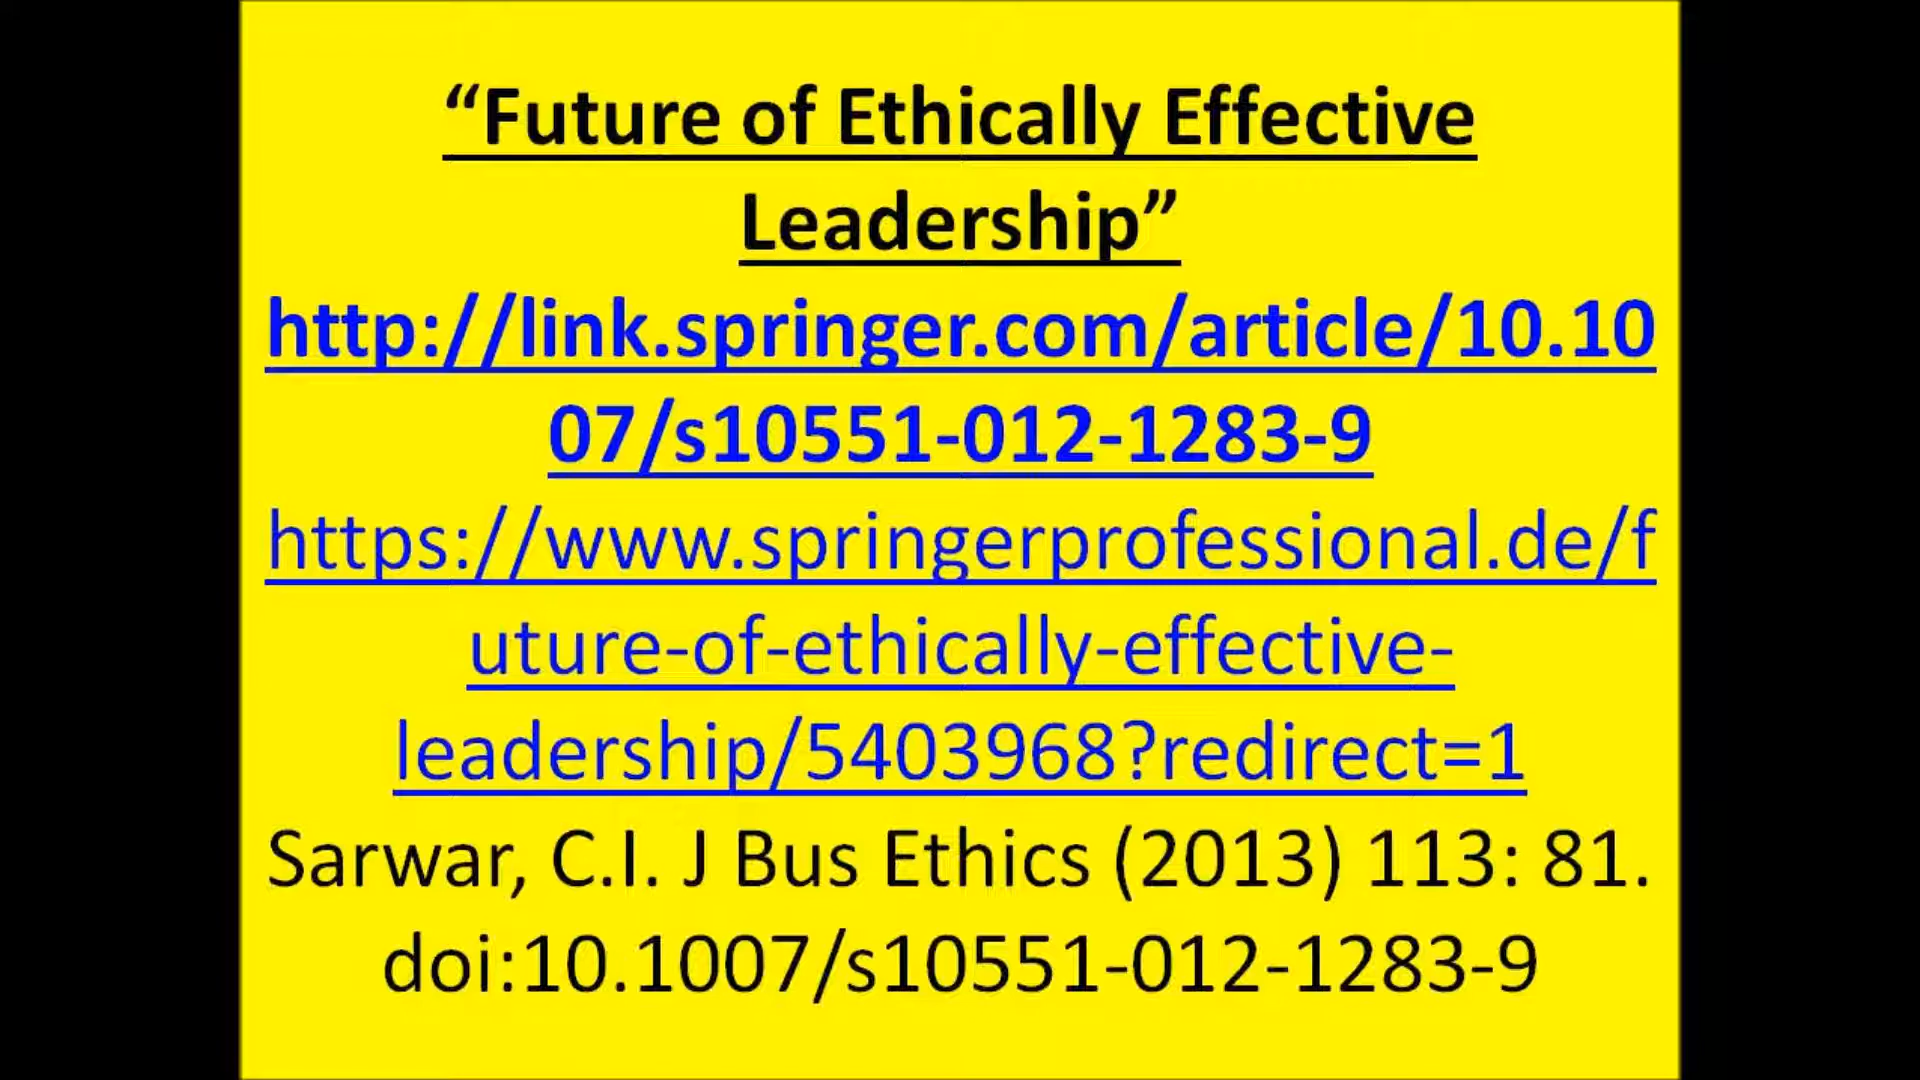 “Future of Ethically Effective
Leadership”
http://link.springer.com/article/10.10
07/s10551-012-1283-9
https://www.springerprofessional.de/f
uture-of-ethically-effective-
leadership/5403968?redirect=1
Sarwar, C.I. J Bus Ethics (2013) 113: 81.
doi:10.1007/s10551-012-1283-9